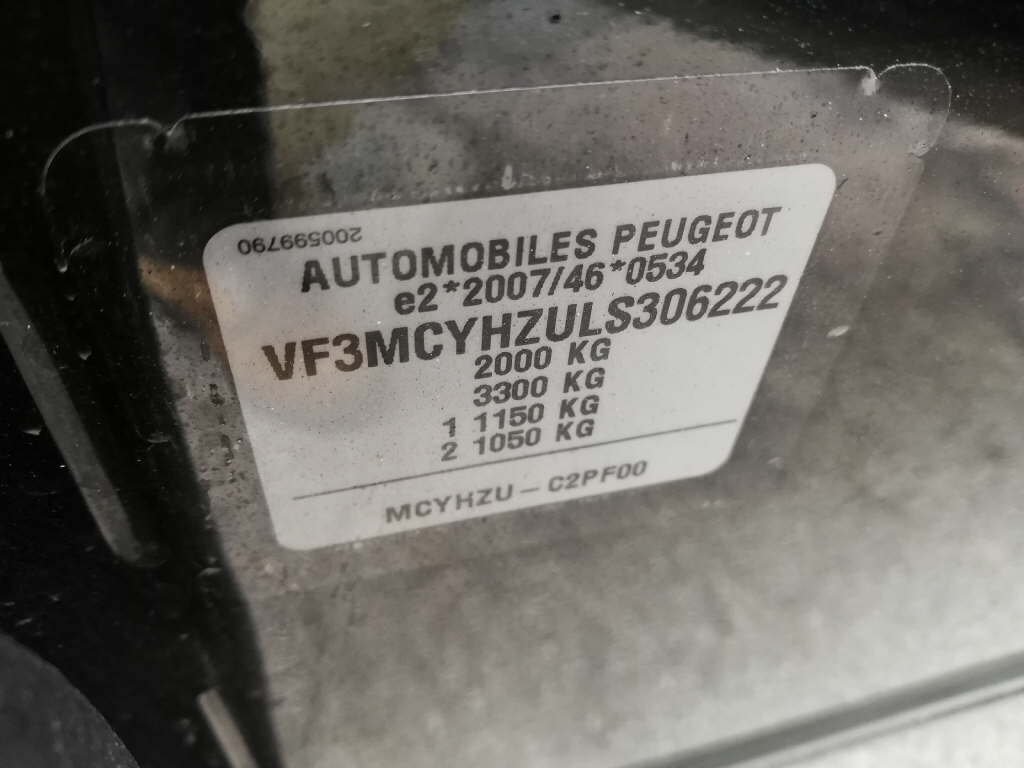 200599790
AUTOMOBILES PEUGEOT
e2*2007/46*0534
VF3MCYHZULS306222
2000 KG
3300 KG
1 1150 KG
2 1050 KG
MCYHZU - C2PF00